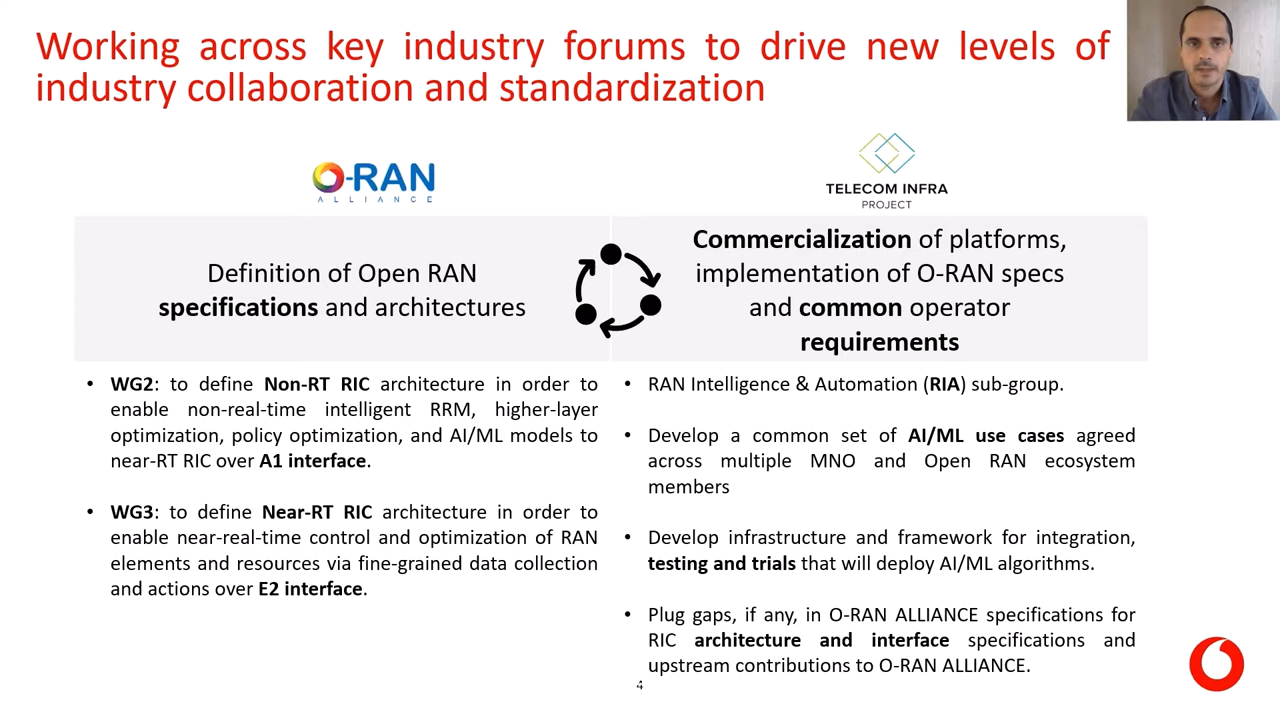 Working across key industry forums to drive new levels of
industry collaboration and standardization
O-RAN
ALLIANCE
TELECOM INFRA
PROJECT
Definition of Open RAN
specifications and architectures
Commercialization of platforms,
implementation of O-RAN specs
and common operator
requirements
• WG2: to define Non-RT RIC architecture in order to
enable non-real-time intelligent RRM, higher-layer
optimization, policy optimization, and AI/ML models to
near-RT RIC over A1 interface.
• WG3: to define Near-RT RIC architecture in order to
enable near-real-time control and optimization of RAN
elements and resources via fine-grained data collection
and actions over E2 interface.
• RAN Intelligence & Automation (RIA) sub-group.
• Develop a common set of AI/ML use cases agreed
across multiple MNO and Open RAN ecosystem
members
• Develop infrastructure and framework for integration,
testing and trials that will deploy AI/ML algorithms.
• Plug gaps, if any, in O-RAN ALLIANCE specifications for
RIC architecture and interface specifications and
upstream contributions to O-RAN ALLIANCE.
4